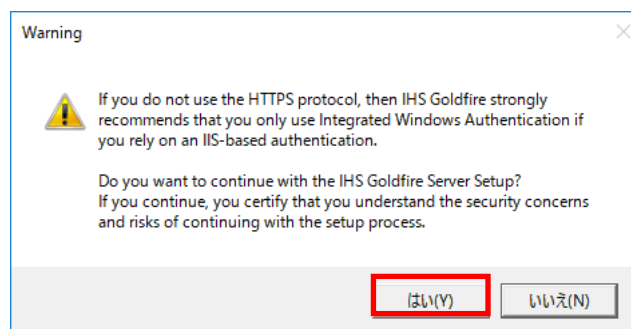 Warning
If you do not use the HTTPS protocol, then IHS Goldfire strongly
recommends that you only use Integrated Windows Authentication if
you rely on an IIS-based authentication.
Do you want to continue with the IHS Goldfire Server Setup?
If you continue, you certify that you understand the security concerns
and risks of continuing with the setup process.
はい(Y) いいえ(N)